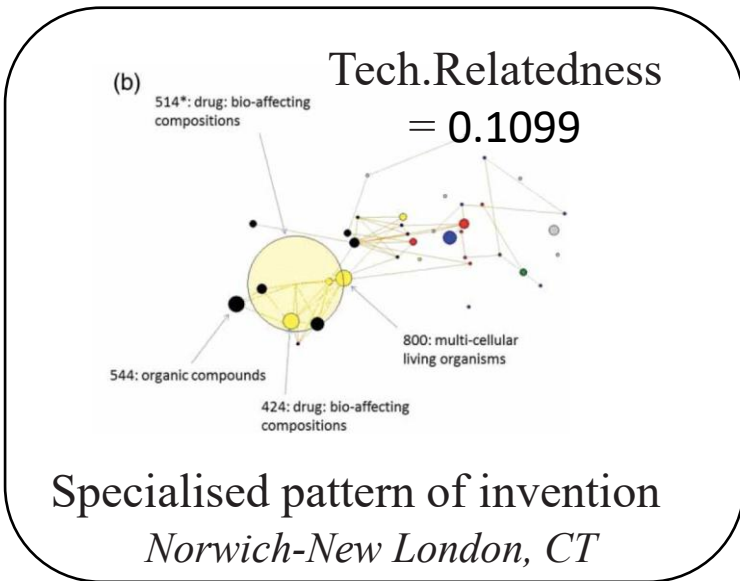 Tech.Relatedness
= 0.1099
(b)
514*: drug: bio-affecting
compositions
800: multi-cellular
living organisms
544: organic compounds
424: drug: bio-affecting
compositions
Specialised pattern of invention
Norwich-New London, CT